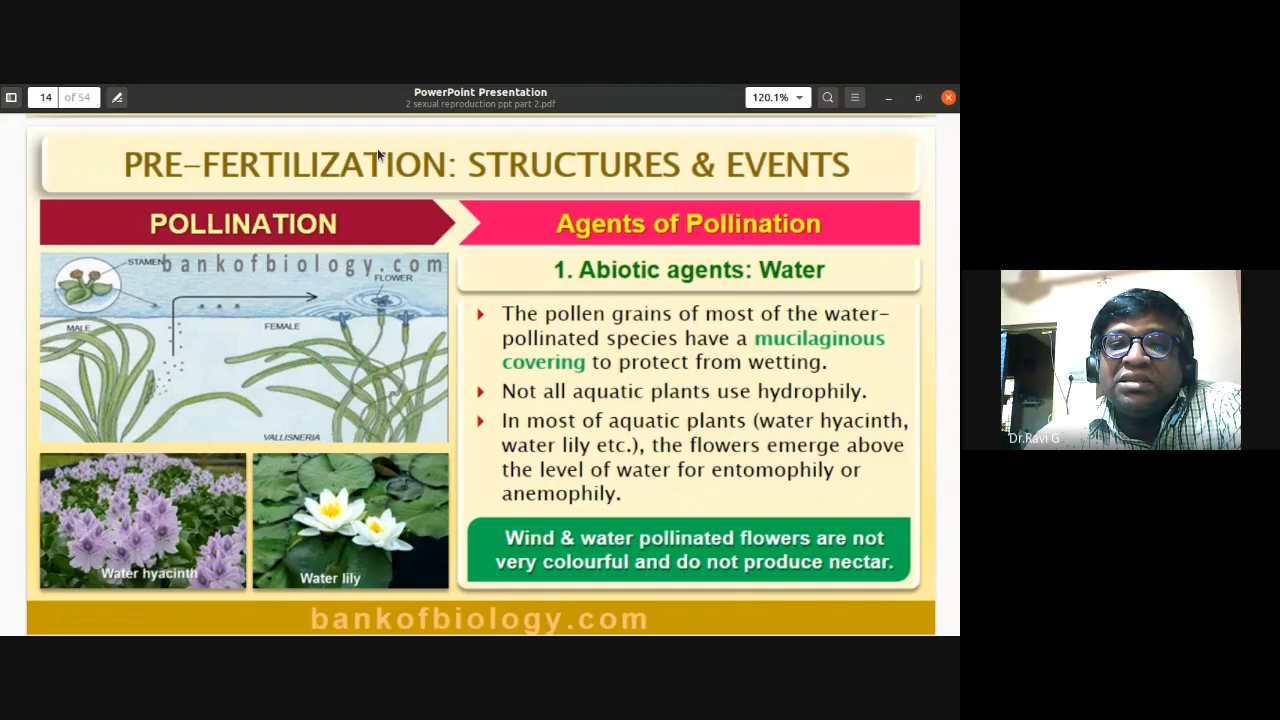 14 of 54
PowerPoint Presentation
2 sexual reproduction ppt part 2.pdf
120.1%
PRE–FERTILIZATION: STRUCTURES & EVENTS
POLLINATION
Agents of Pollination
bankofbiology.com
STAMEN
FLOWER
MALE
FEMALE
VALLISNERIA
Water hyacinth
Water lily
1. Abiotic agents: Water
The pollen grains of most of the water–
pollinated species have a mucilaginous
covering to protect from wetting.
Not all aquatic plants use hydrophily.
In most of aquatic plants (water hyacinth,
water lily etc.), the flowers emerge above
the level of water for entomophily or
anemophily.
Wind & water pollinated flowers are not
very colourful and do not produce nectar.
bankofbiology.com
Dr.Ravi G